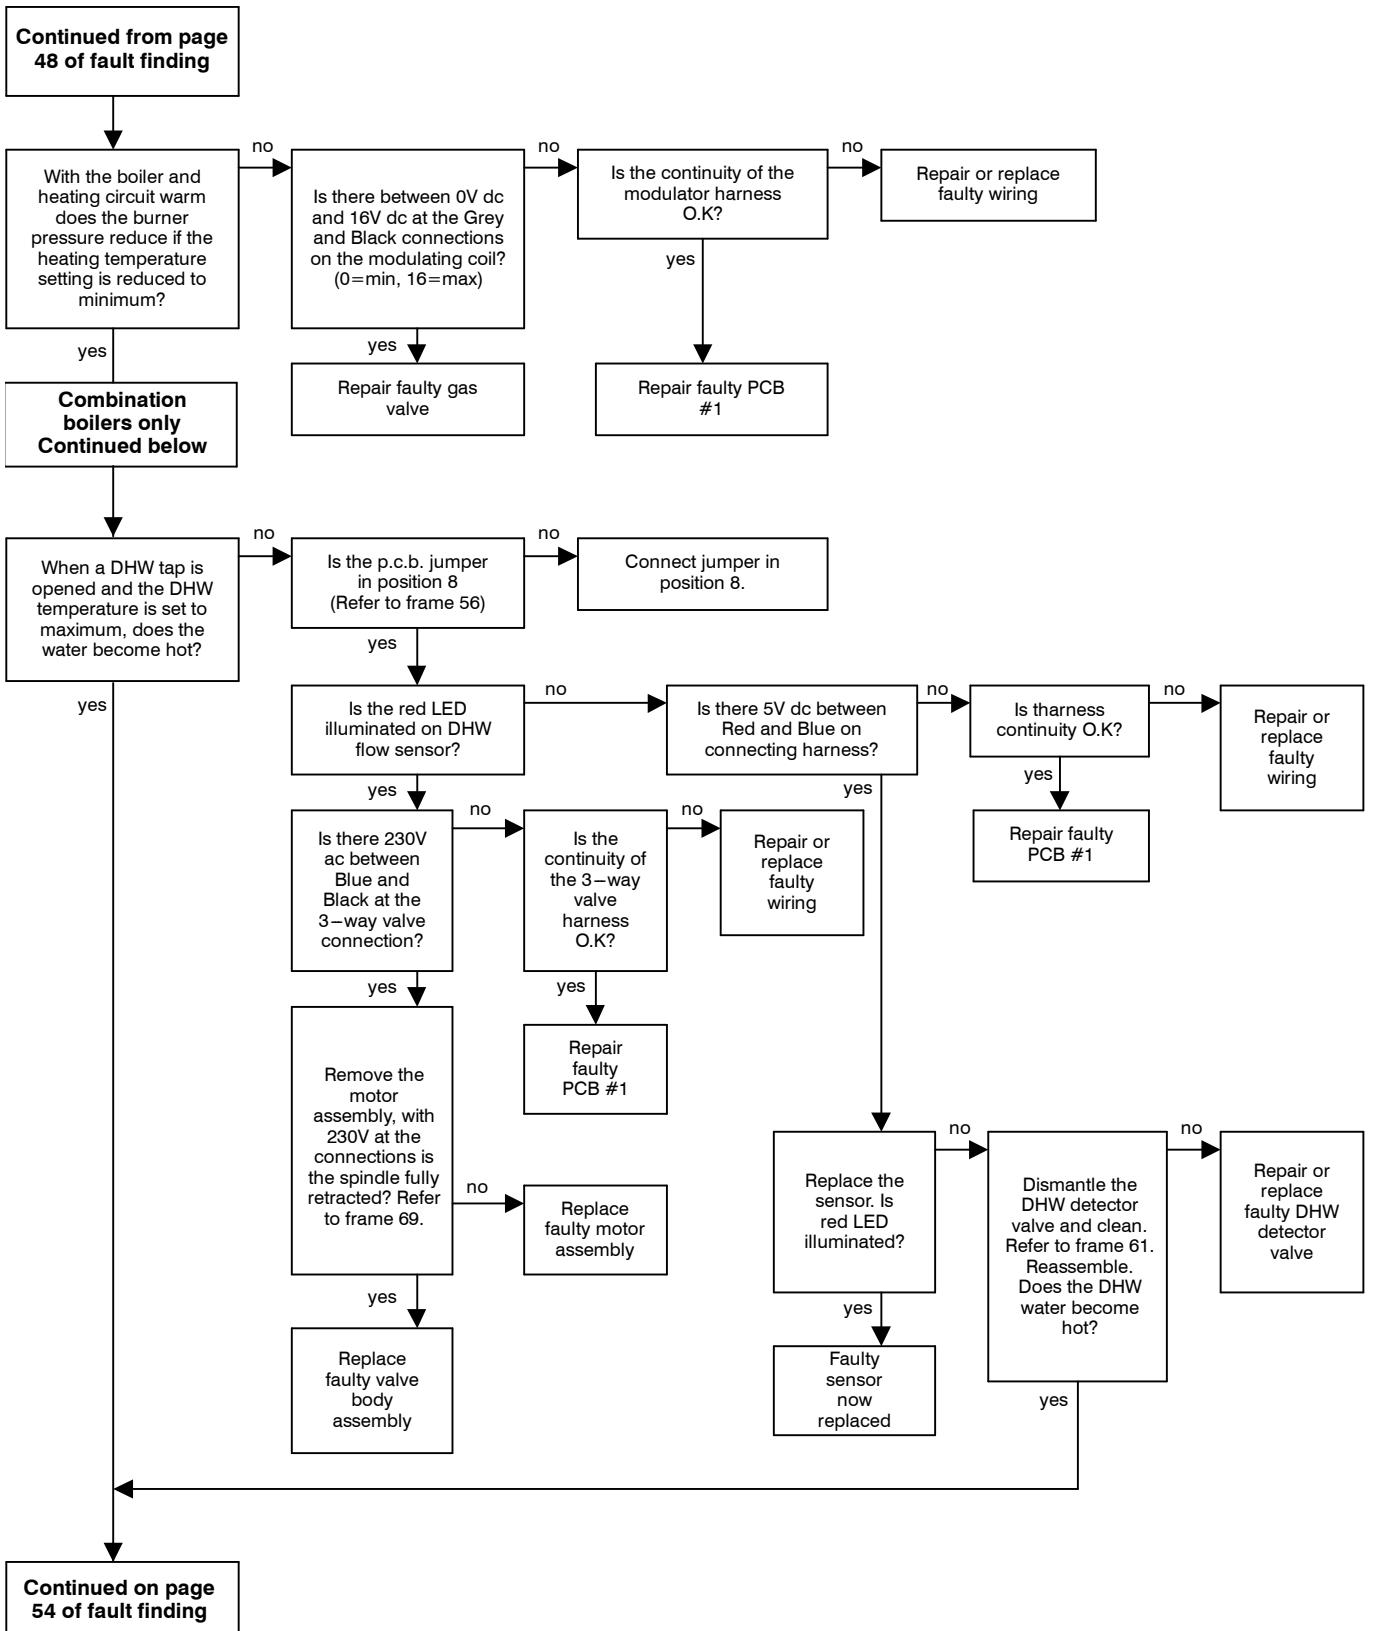 Continued from page
48 of fault finding
With the boiler and
heating circuit warm
does the burner
pressure reduce if the
heating temperature
setting is reduced to
minimum?
no
Is there between 0V dc
and 16V dc at the Grey
and Black connections
on the modulating coil?
(0=min, 16=max)
no
Is the continuity of the
modulator harness
O.K?
no
Repair or replace
faulty wiring
yes
Repair faulty PCB
#1
yes
Repair faulty gas
valve
yes
Combination
boilers only
Continued below
When a DHW tap is
opened and the DHW
temperature is set to
maximum, does the
water become hot?
no
Is the p.c.b. jumper
in position 8
(Refer to frame 56)
no
Connect jumper in
position 8.
yes
yes
Is the red LED
illuminated on DHW
flow sensor?
no
Is there 5V dc between
Red and Blue on
connecting harness?
no
Is tharness
continuity O.K?
no
Repair or
replace
faulty
wiring
yes
Repair faulty
PCB #1
yes
yes
Is there 230V
ac between
Blue and
Black at the
3−way valve
connection?
no
Is the
continuity of
the 3−way
valve
harness
O.K?
no
Repair or
replace
faulty
wiring
yes
Repair
faulty
PCB #1
yes
Remove the
motor
assembly, with
230V at the
connections is
the spindle fully
retracted? Refer
to frame 69.
no
Replace
faulty motor
assembly
yes
Replace
faulty valve
body
assembly
Replace the
sensor. Is
red LED
illuminated?
no
Dismantle the
DHW detector
valve and clean.
Refer to frame 61.
Reassemble.
Does the DHW
water become
hot?
no
Repair or
replace
faulty DHW
detector
valve
yes
Faulty
sensor
now
replaced
yes
Continued on page
54 of fault finding